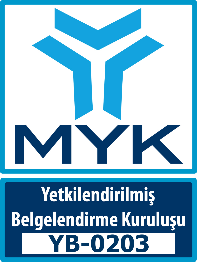 MYK
Yetkilendirilmiş
Belgelendirme Kuruluşu
YB-0203